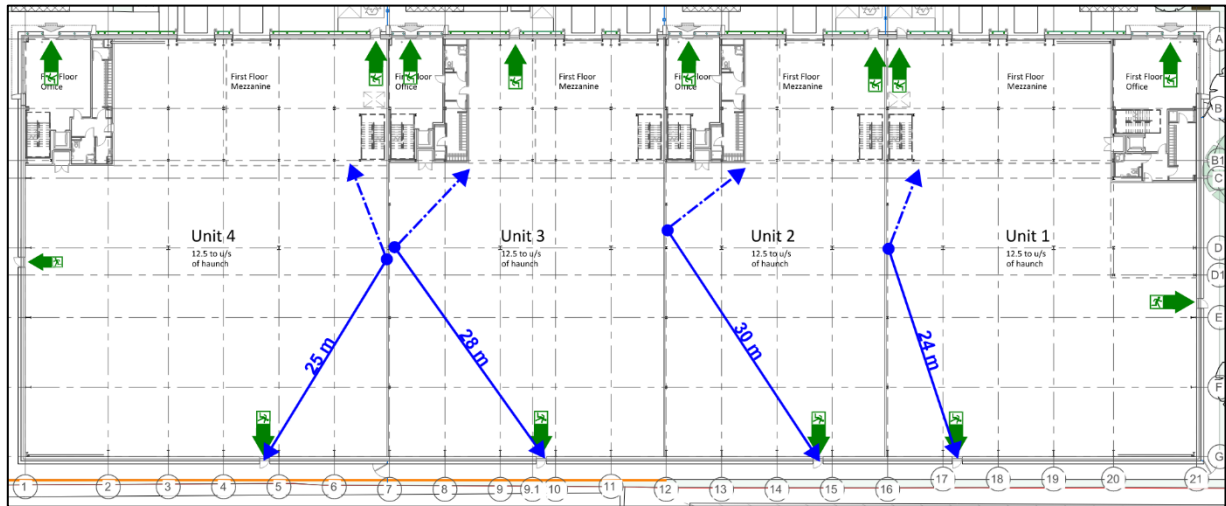 A
First Floor
Office
First Floor
Mezzanine
First Floor
Office
First Floor
Mezzanine
First Floor
Office
First Floor
Mezzanine
First Floor
Mezzanine
First Floor
Office
B
B1
C
Unit 4
12.5 to u/s
of haunch
Unit 3
12.5 to u/s
of haunch
Unit 2
12.5 to u/s
of haunch
Unit 1
12.5 to u/s
of haunch
D
D1
E
25 m
28 m
30 m
24 m
F
G
1
2
3
4
5
6
7
8
9
9.1
10
11
12
13
14
15
16
17
18
19
20
21